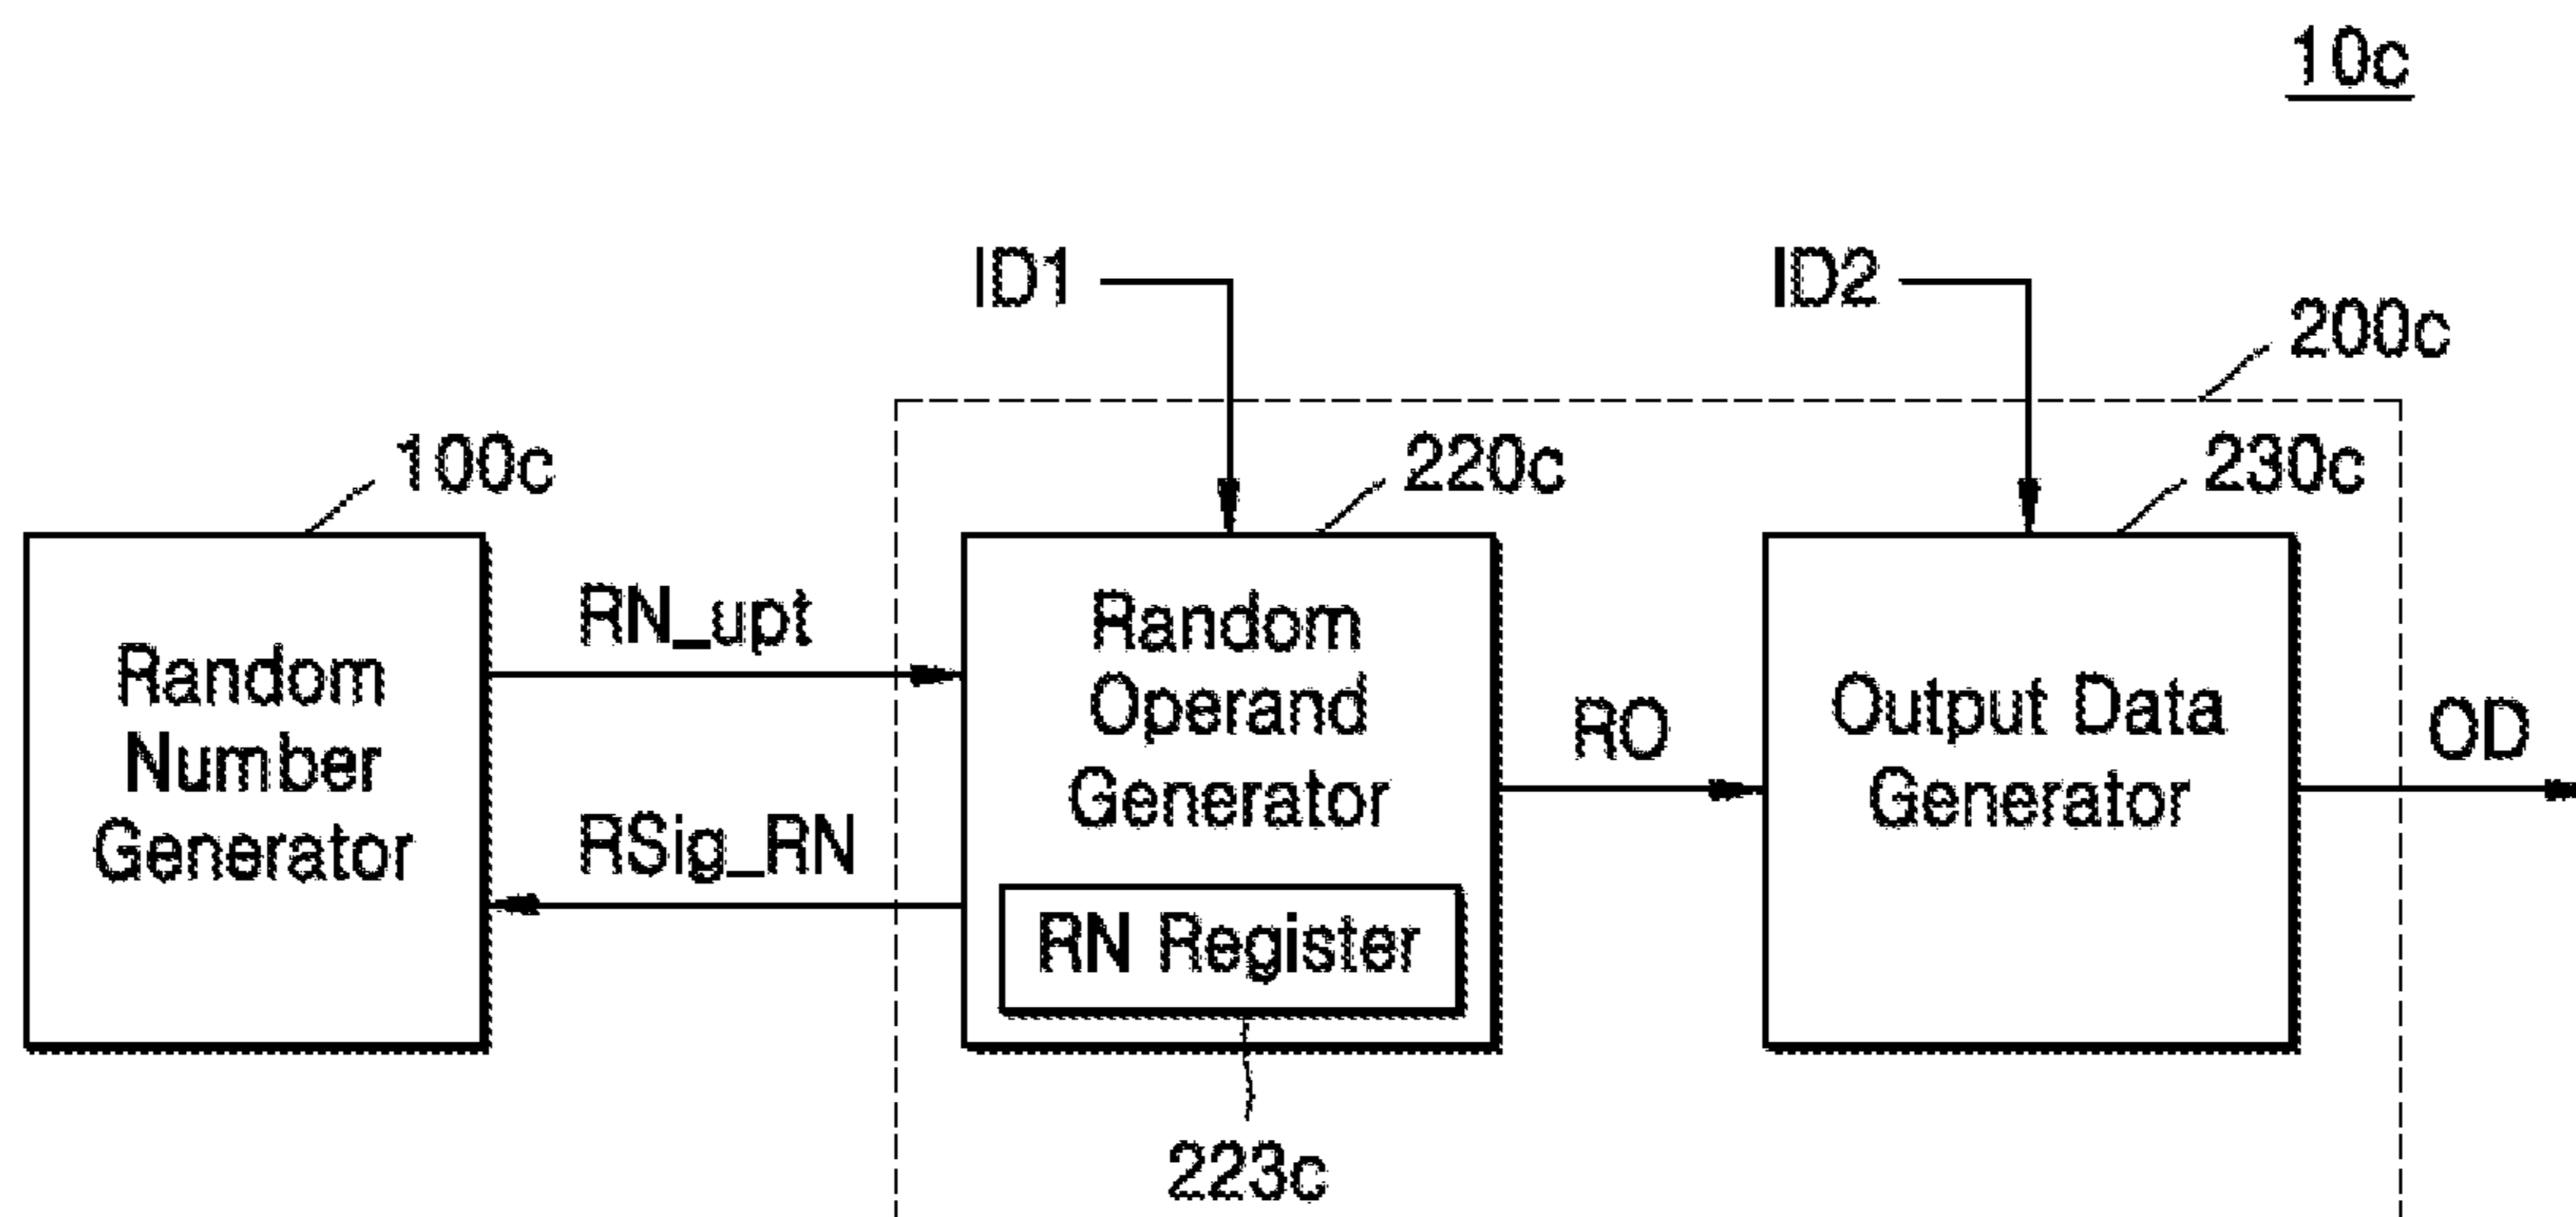 10c
ID1
ID2
200c
100c
220c
230c
Random
Number
Generator
RN_upt
RSig_RN
Random
Operand
Generator
RN Register
223c
RO
Output Data
Generator
OD